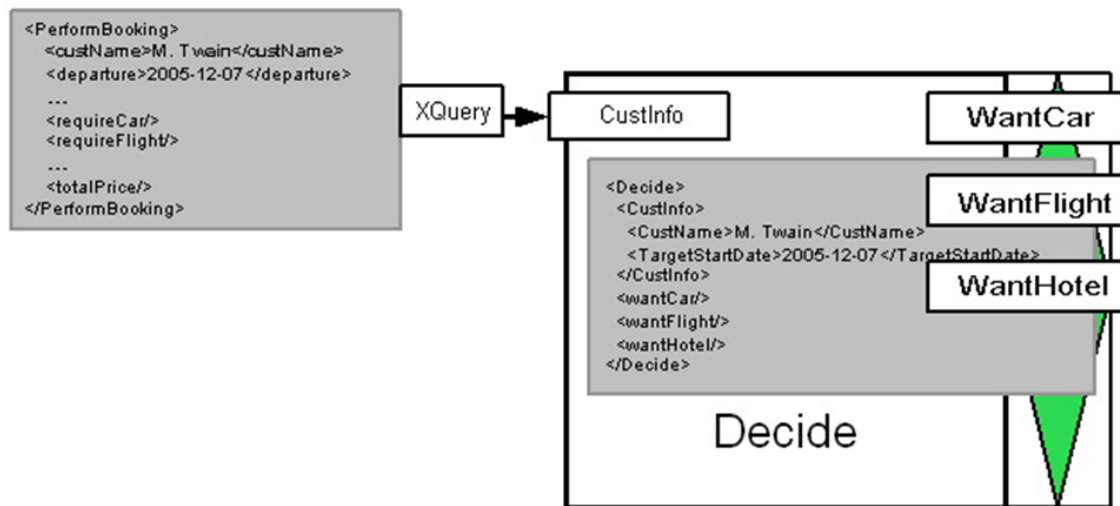 <PerformBooking>
<custName>M. Twain</custName>
<departure>2005-12-07</departure>
...
<requireCar/>
<requireFlight/>
...
<totalPrice/>
</PerformBooking>
XQuery
CustInfo
WantCar
<Decide>
<CustInfo>
<CustName>M. Twain</CustName>
<TargetStartDate>2005-12-07</TargetStartDate>
</CustInfo>
<wantCar/>
<wantFlight/>
<wantHotel/>
</Decide>
WantFlight
WantHotel
Decide